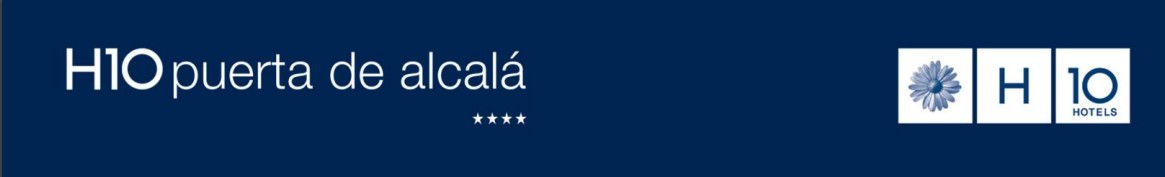 H10 puerta de alcalá
★★★★
H 10
HOTELS